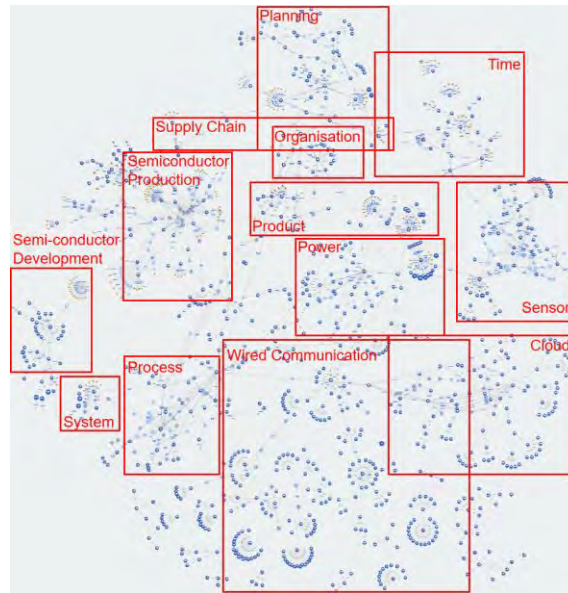 Planning
Time
Supply Chain
Organisation
Semiconductor
Production
Product
Semi-conductor
Development
Power
Sensor
Wired Communication
Cloud
Process
System